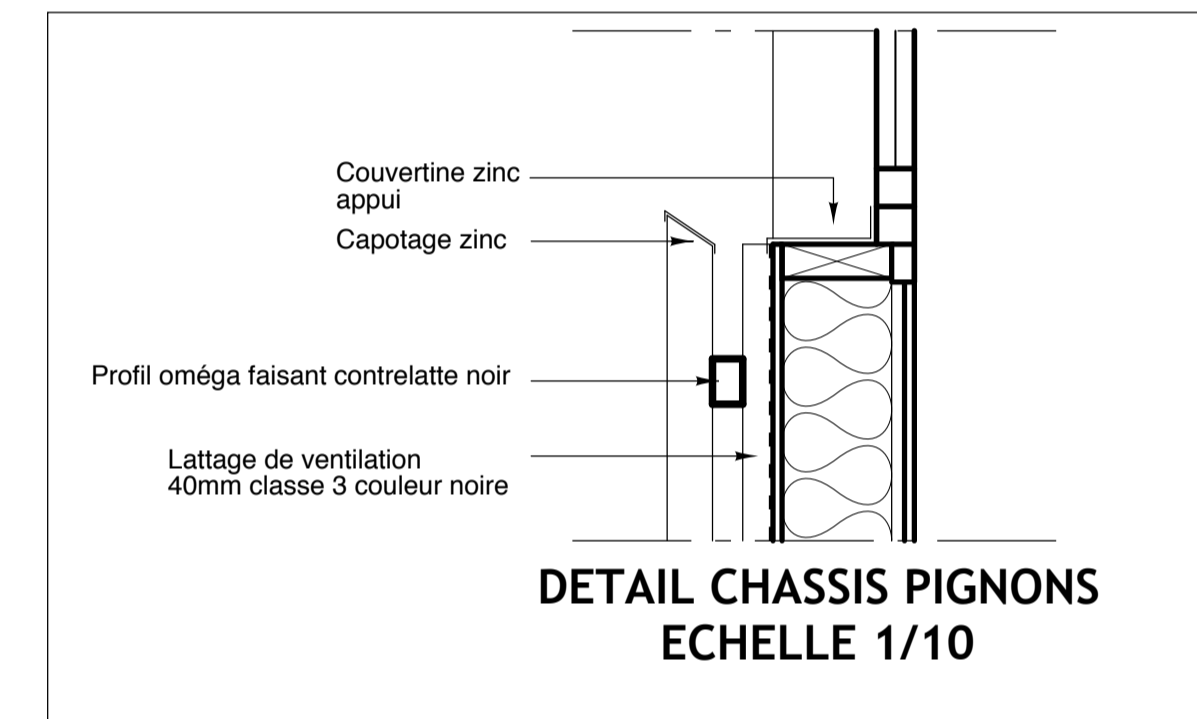 Couvertine zinc
appui
Capotage zinc
Profil oméga faisant contrelatte noir
Lattage de ventilation
40mm classe 3 couleur noire
DETAIL CHASSIS PIGNONS
ECHELLE 1/10